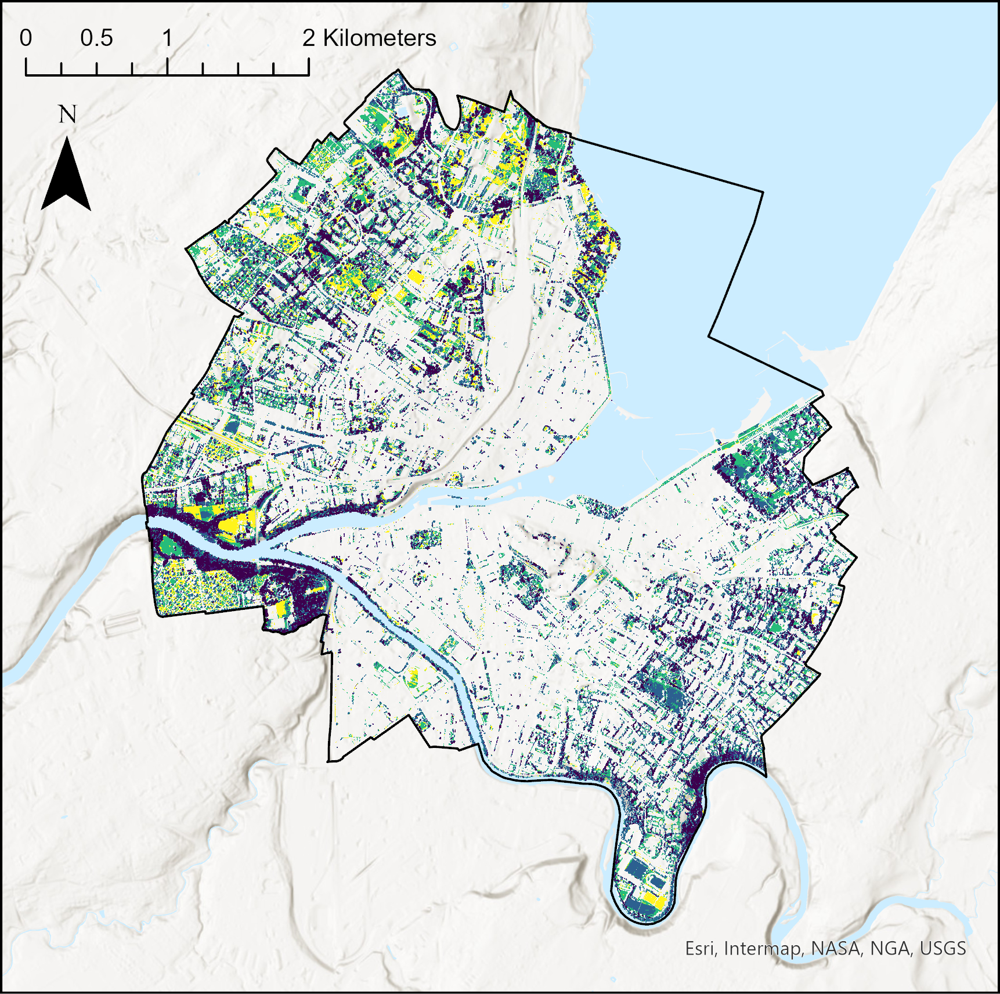 0 0.5 1 2 Kilometers
N
Esri, Intermap, NASA, NGA, USGS